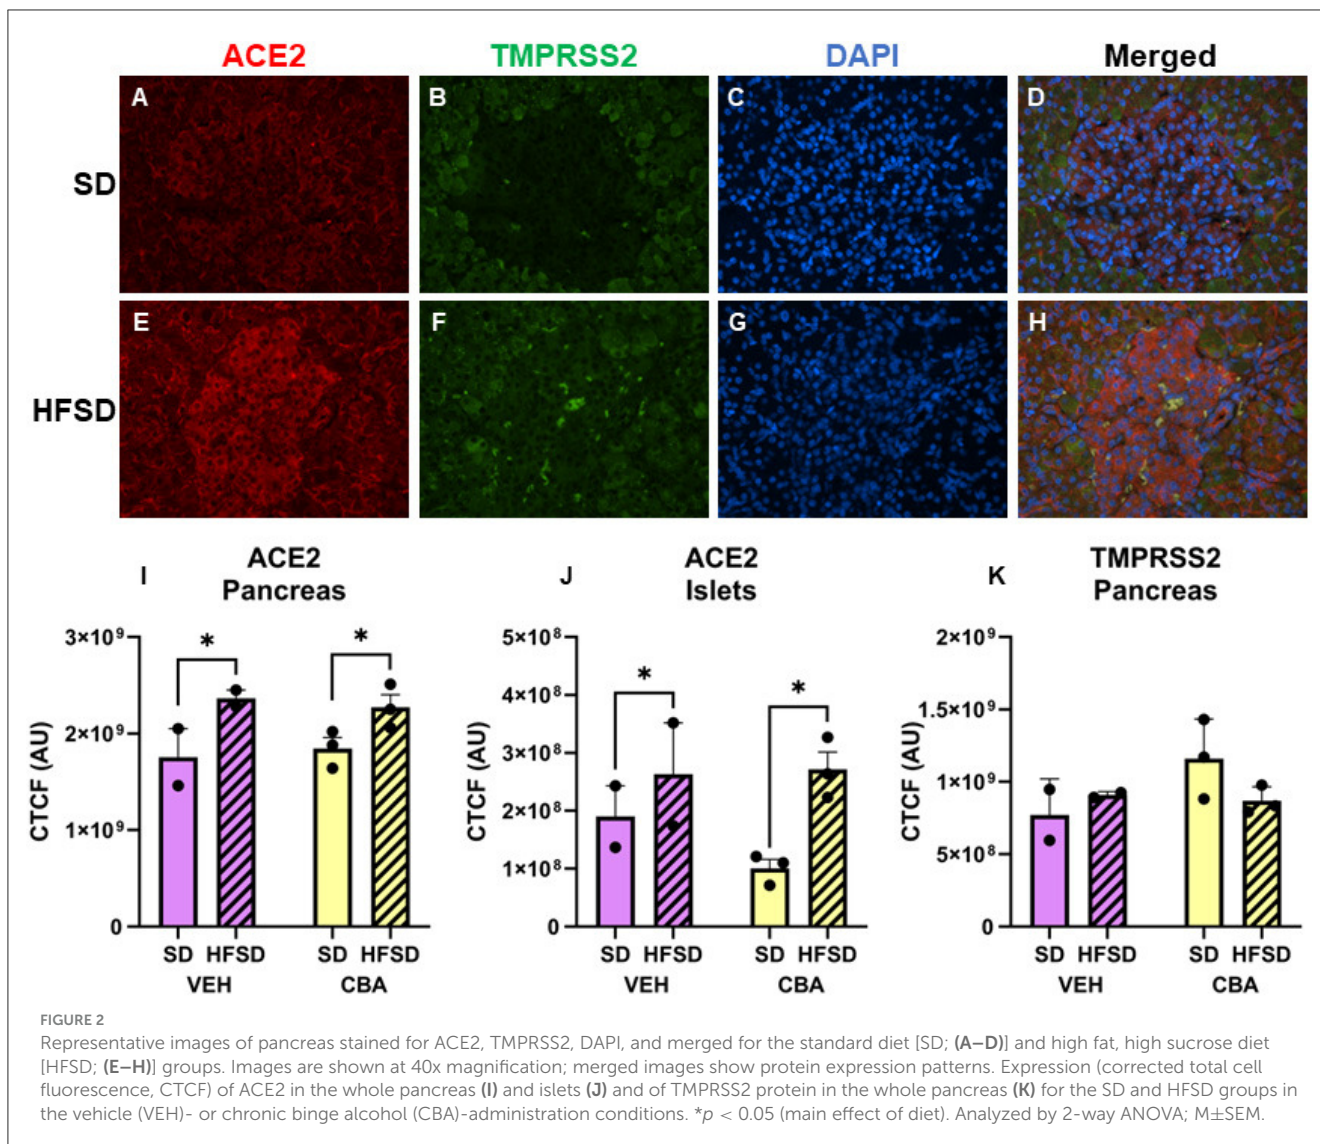 ACE2 TMPRSS2 DAPI Merged
A B C D
SD
E F G H
HFSD
I ACE2 Pancreas
J ACE2 Islets
K TMPRSS2 Pancreas
CTCF (AU)
3×10⁹
2×10⁹
1×10⁹
0
* *
SD HFSD SD HFSD
VEH CBA
CTCF (AU)
5×10⁸
4×10⁸
3×10⁸
2×10⁸
1×10⁸
0
* *
SD HFSD SD HFSD
VEH CBA
CTCF (AU)
2×10⁹
1.5×10⁹
1×10⁹
5×10⁸
0
SD HFSD SD HFSD
VEH CBA
FIGURE 2
Representative images of pancreas stained for ACE2, TMPRSS2, DAPI, and merged for the standard diet [SD; (A–D)] and high fat, high sucrose diet
[HFSD; (E–H)] groups. Images are shown at 40x magnification; merged images show protein expression patterns. Expression (corrected total cell
fluorescence, CTCF) of ACE2 in the whole pancreas (I) and islets (J) and of TMPRSS2 protein in the whole pancreas (K) for the SD and HFSD groups in
the vehicle (VEH)- or chronic binge alcohol (CBA)-administration conditions. *p < 0.05 (main effect of diet). Analyzed by 2-way ANOVA; M±SEM.